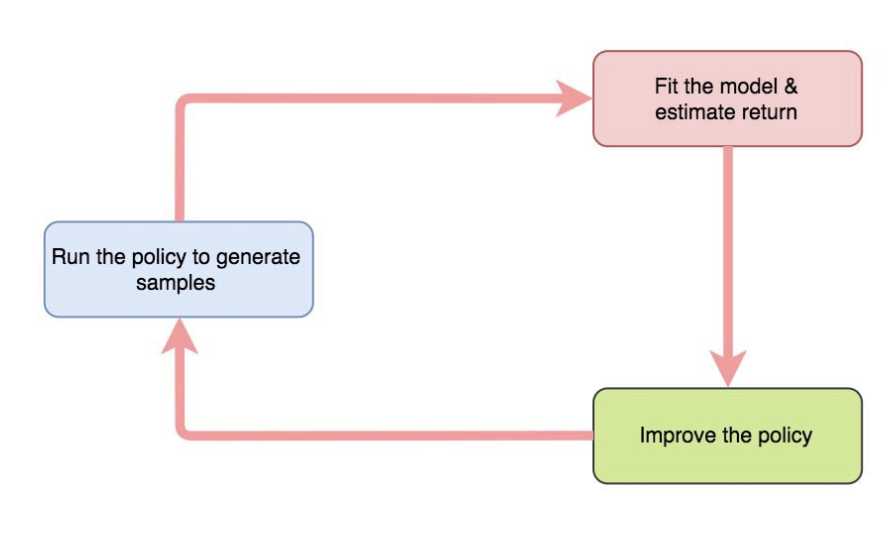 Fit the model &
estimate return
Run the policy to generate
samples
Improve the policy